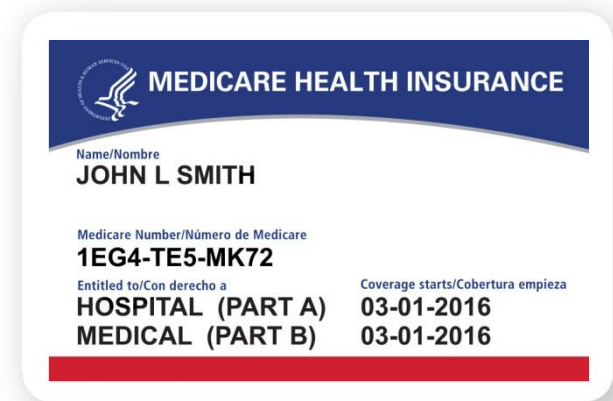 MEDICARE HEALTH INSURANCE
Name/Nombre
JOHN L SMITH
Medicare Number/Número de Medicare
1EG4-TE5-MK72
Entitled to/Con derecho a Coverage starts/Cobertura empieza
HOSPITAL (PART A) 03-01-2016
MEDICAL (PART B) 03-01-2016